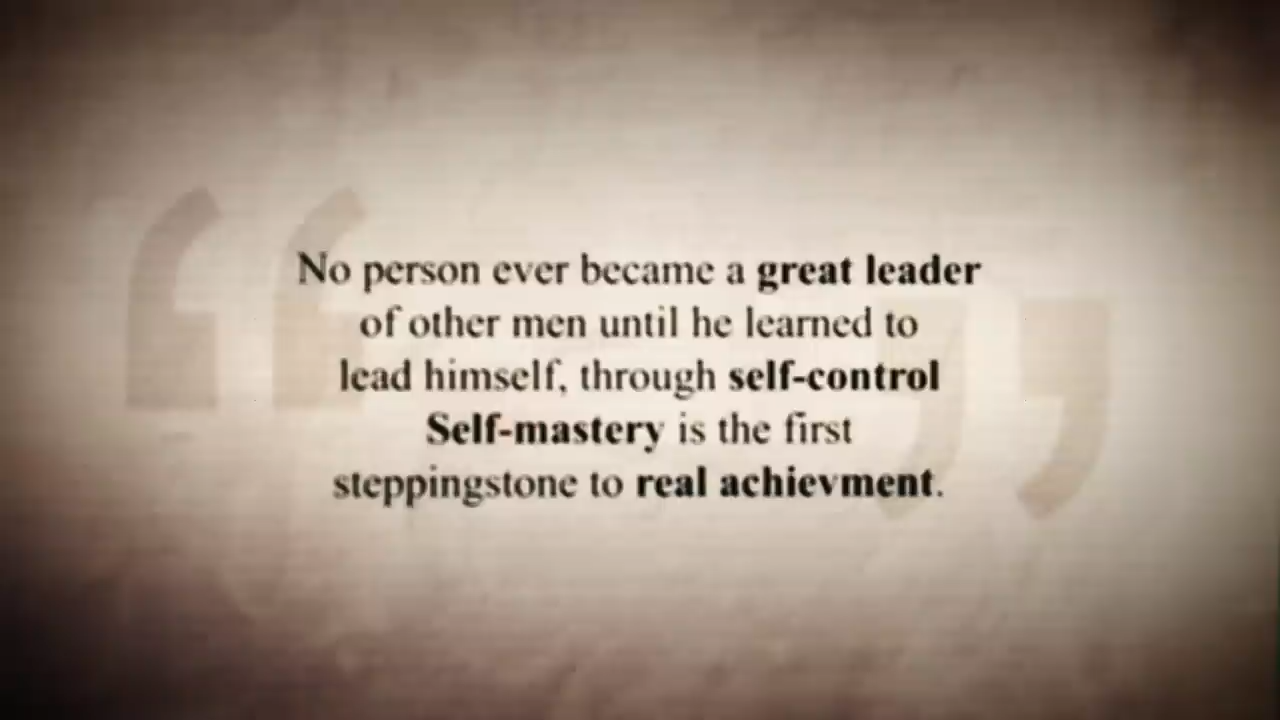 No person ever became a great leader
of other men until he learned to
lead himself, through self-control
Self-mastery is the first
steppingstone to real achievment.